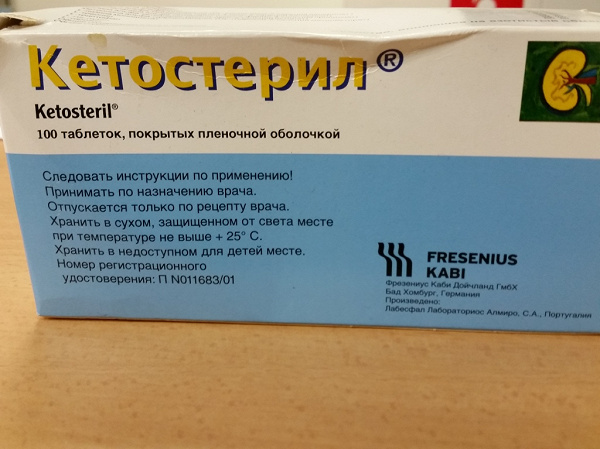 Кетостерил®
Ketosteril®
100 таблеток, покрытых пленочной оболочкой
Следовать инструкции по применению!
Принимать по назначению врача.
Отпускается только по рецепту врача.
Хранить в сухом, защищенном от света месте
при температуре не выше + 25° С.
Хранить в недоступном для детей месте.
Номер регистрационного
удостоверения: П N011683/01
FRESENIUS
KABI
Фрезениус Каби Дойчланд ГмбХ
Бад Хомбург, Германия
Произведено:
Лабесфал Лабораториос Алмиро, С.А., Португалия